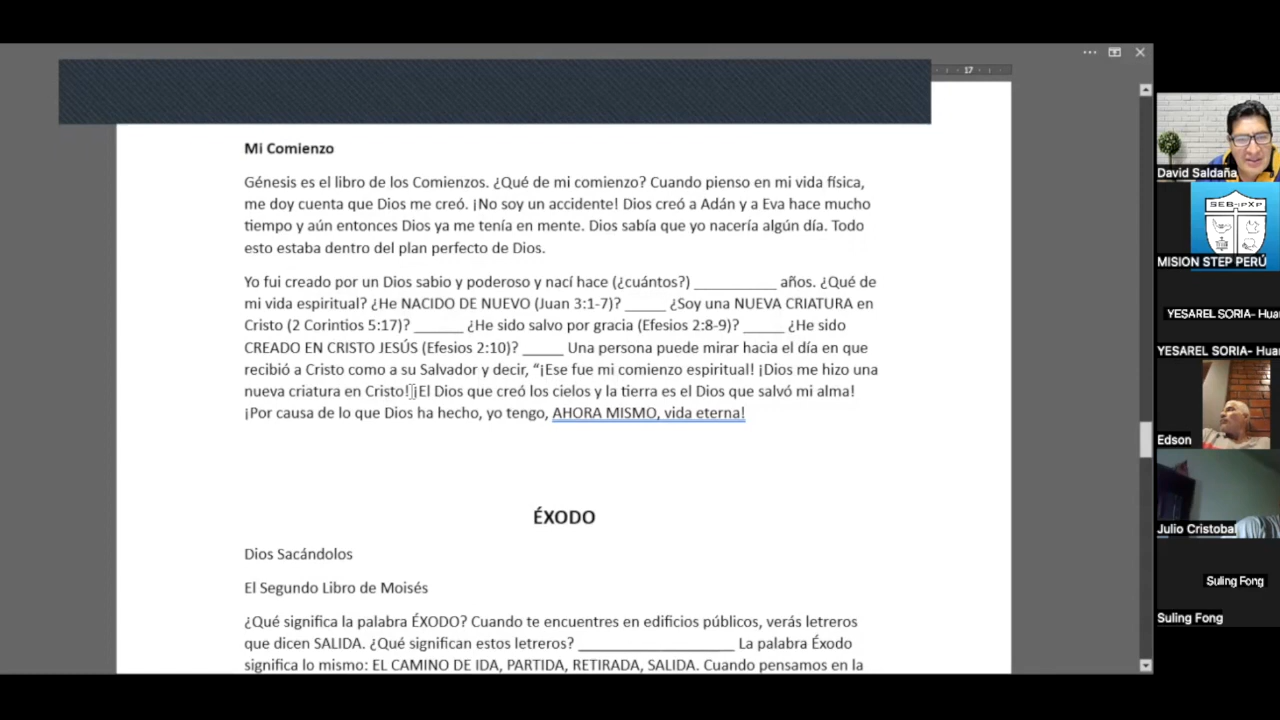 17
Mi Comienzo
Génesis es el libro de los Comienzos. ¿Qué de mi comienzo? Cuando pienso en mi vida física,
me doy cuenta que Dios me creó. ¡No soy un accidente! Dios creó a Adán y a Eva hace mucho
tiempo y aún entonces Dios ya me tenía en mente. Dios sabía que yo nacería algún día. Todo
esto estaba dentro del plan perfecto de Dios.
Yo fui creado por un Dios sabio y poderoso y nací hace (¿cuántos?) __________ años. ¿Qué de
mi vida espiritual? ¿He NACIDO DE NUEVO (Juan 3:1-7)? _____ ¿Soy una NUEVA CRIATURA en
Cristo (2 Corintios 5:17)? ______ ¿He sido salvo por gracia (Efesios 2:8-9)? _____ ¿He sido
CREADO EN CRISTO JESÚS (Efesios 2:10)? _____ Una persona puede mirar hacia el día en que
recibió a Cristo como a su Salvador y decir, “¡Ese fue mi comienzo espiritual! ¡Dios me hizo una
nueva criatura en Cristo! ¡El Dios que creó los cielos y la tierra es el Dios que salvó mi alma!
¡Por causa de lo que Dios ha hecho, yo tengo, AHORA MISMO, vida eterna!
ÉXODO
Dios Sacándolos
El Segundo Libro de Moisés
¿Qué significa la palabra ÉXODO? Cuando te encuentres en edificios públicos, verás letreros
que dicen SALIDA. ¿Qué significan estos letreros? ___________________ La palabra Éxodo
significa lo mismo: EL CAMINO DE IDA, PARTIDA, RETIRADA, SALIDA. Cuando pensamos en la
David Saldaña
SEB-IPXP
MISION STEP PERÚ
YESAREL SORIA- Hua
YESAREL SORIA- Hua
Edson
Julio Cristobal
Suling Fong
Suling Fong